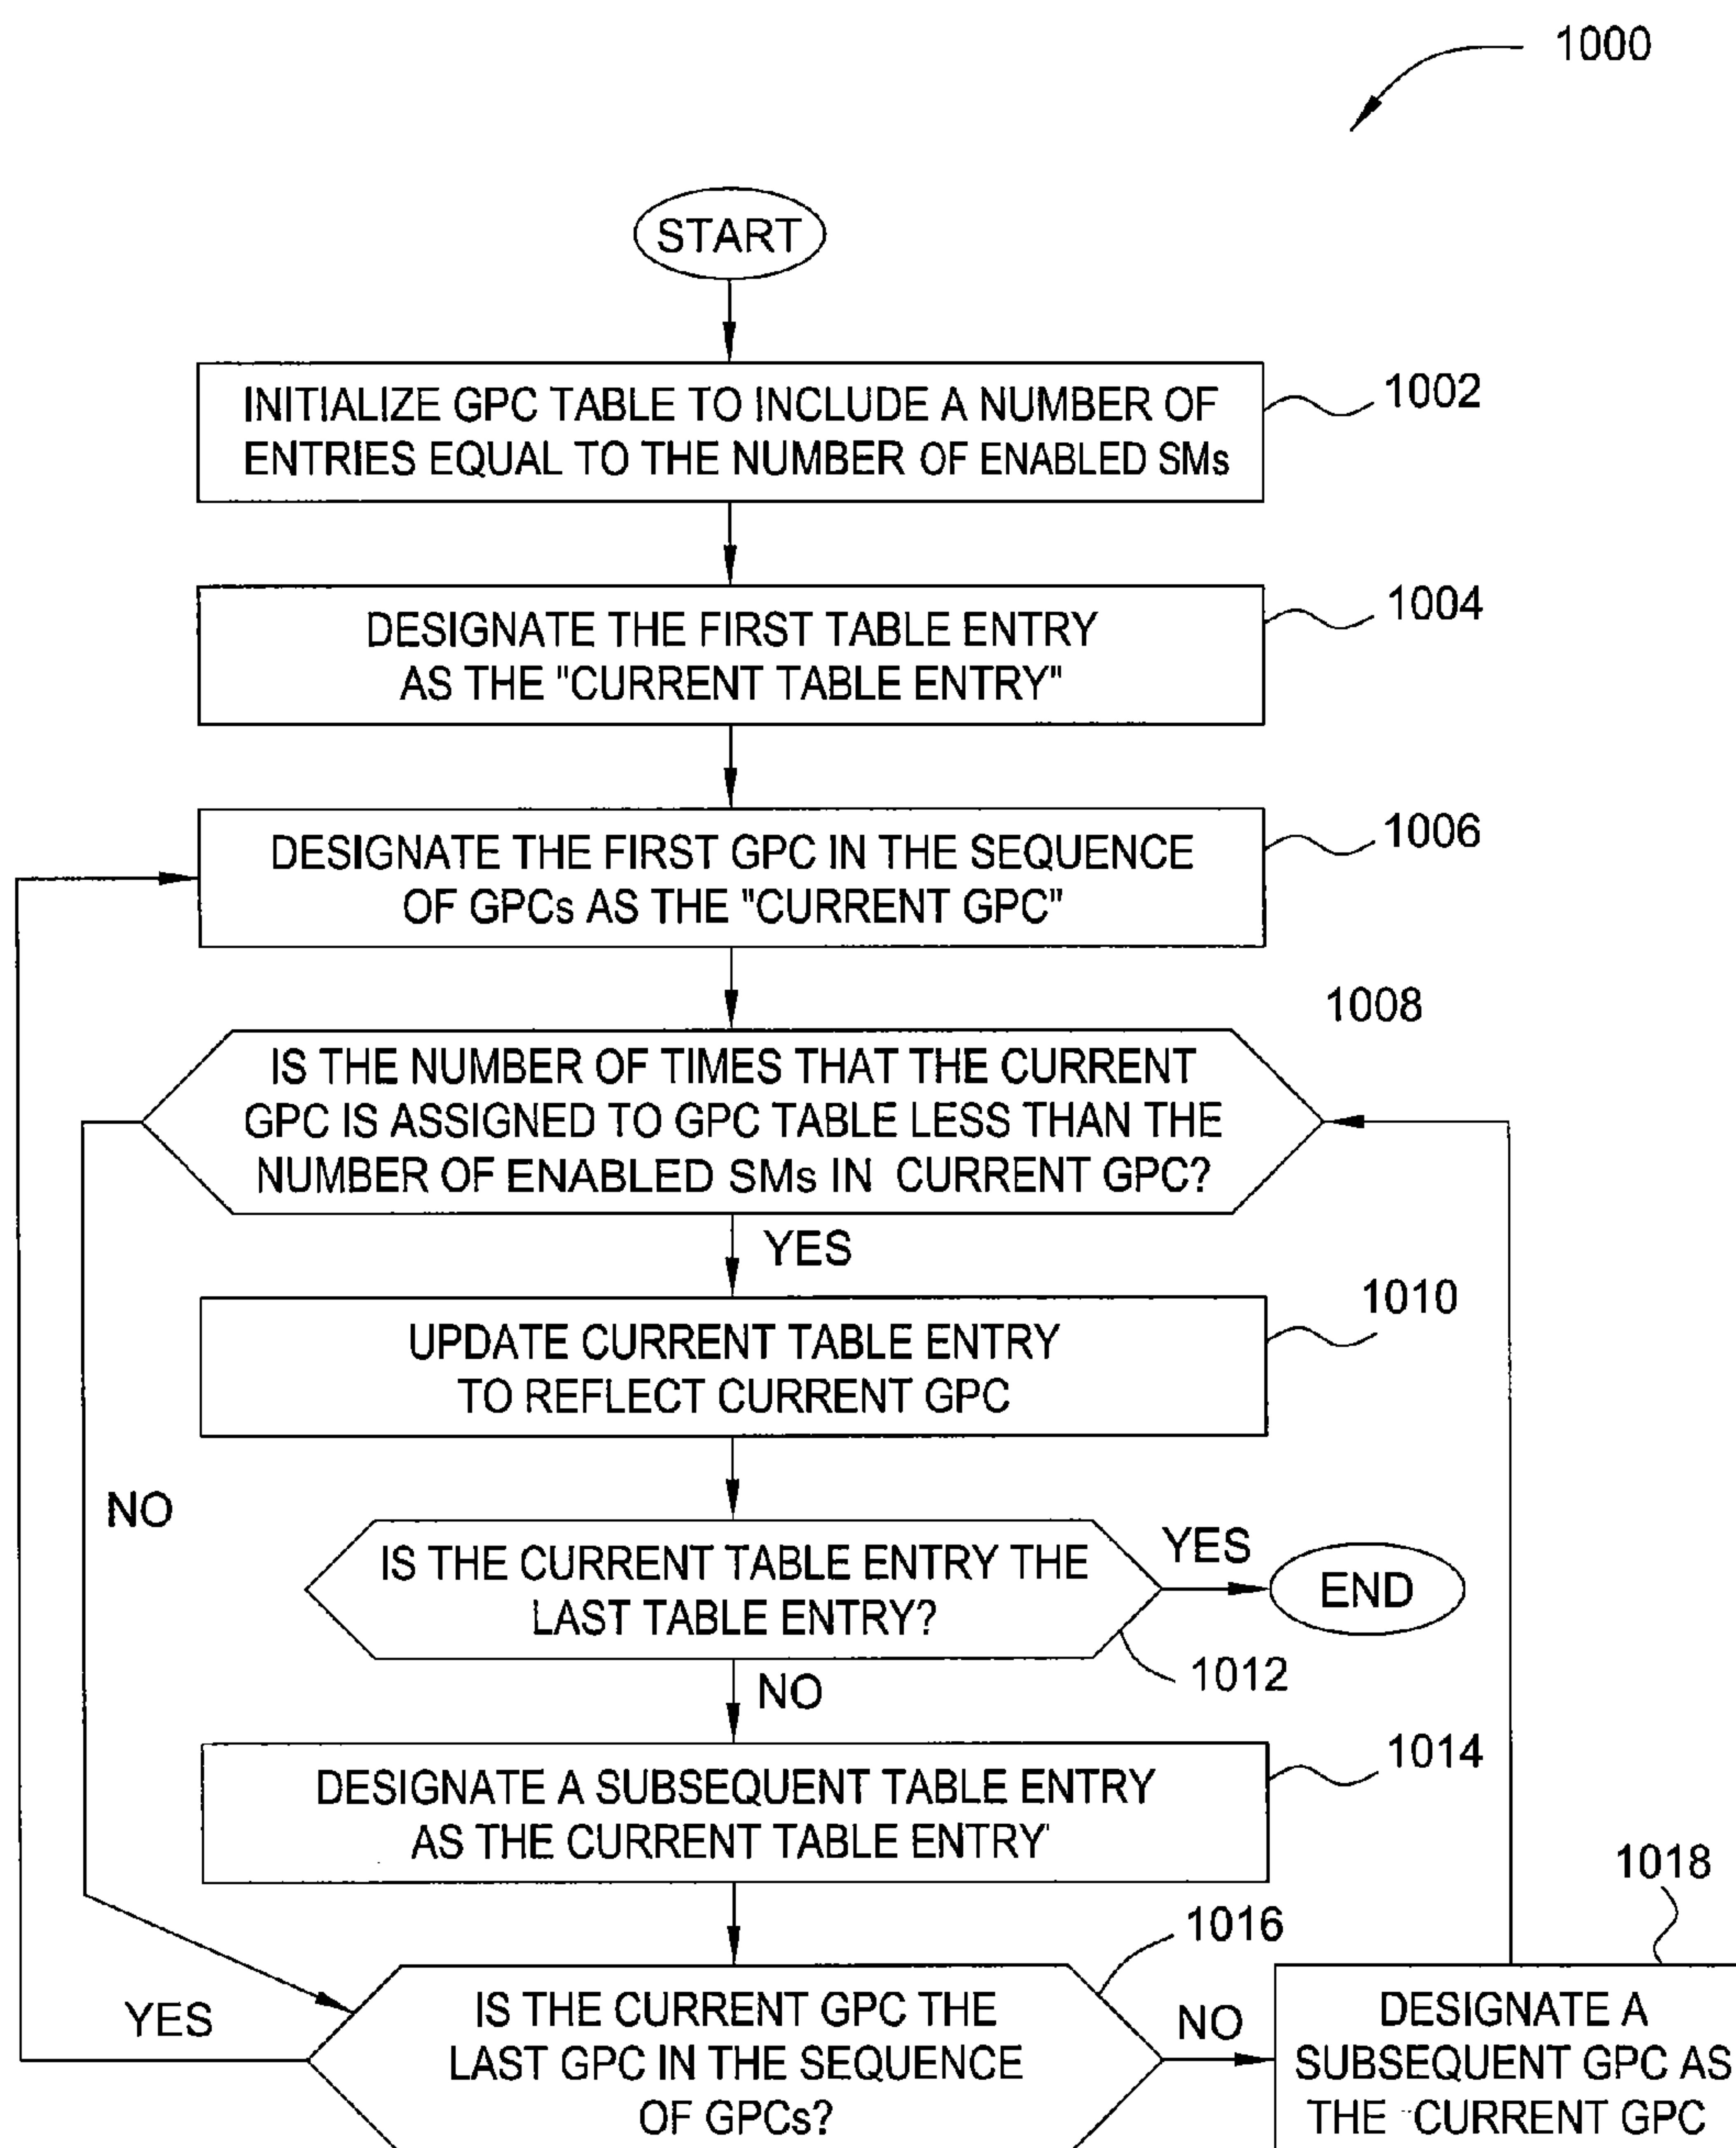 1000
START
INITIALIZE GPC TABLE TO INCLUDE A NUMBER OF
ENTRIES EQUAL TO THE NUMBER OF ENABLED SMs
1002
DESIGNATE THE FIRST TABLE ENTRY
AS THE "CURRENT TABLE ENTRY"
1004
DESIGNATE THE FIRST GPC IN THE SEQUENCE
OF GPCs AS THE "CURRENT GPC"
1006
1008
IS THE NUMBER OF TIMES THAT THE CURRENT
GPC IS ASSIGNED TO GPC TABLE LESS THAN THE
NUMBER OF ENABLED SMs IN CURRENT GPC?
YES
UPDATE CURRENT TABLE ENTRY
TO REFLECT CURRENT GPC
1010
NO
IS THE CURRENT TABLE ENTRY THE
LAST TABLE ENTRY?
YES
END
1012
NO
DESIGNATE A SUBSEQUENT TABLE ENTRY
AS THE CURRENT TABLE ENTRY'
1014
1016
1018
YES
IS THE CURRENT GPC THE
LAST GPC IN THE SEQUENCE
OF GPCs?
NO
DESIGNATE A
SUBSEQUENT GPC AS
THE CURRENT GPC